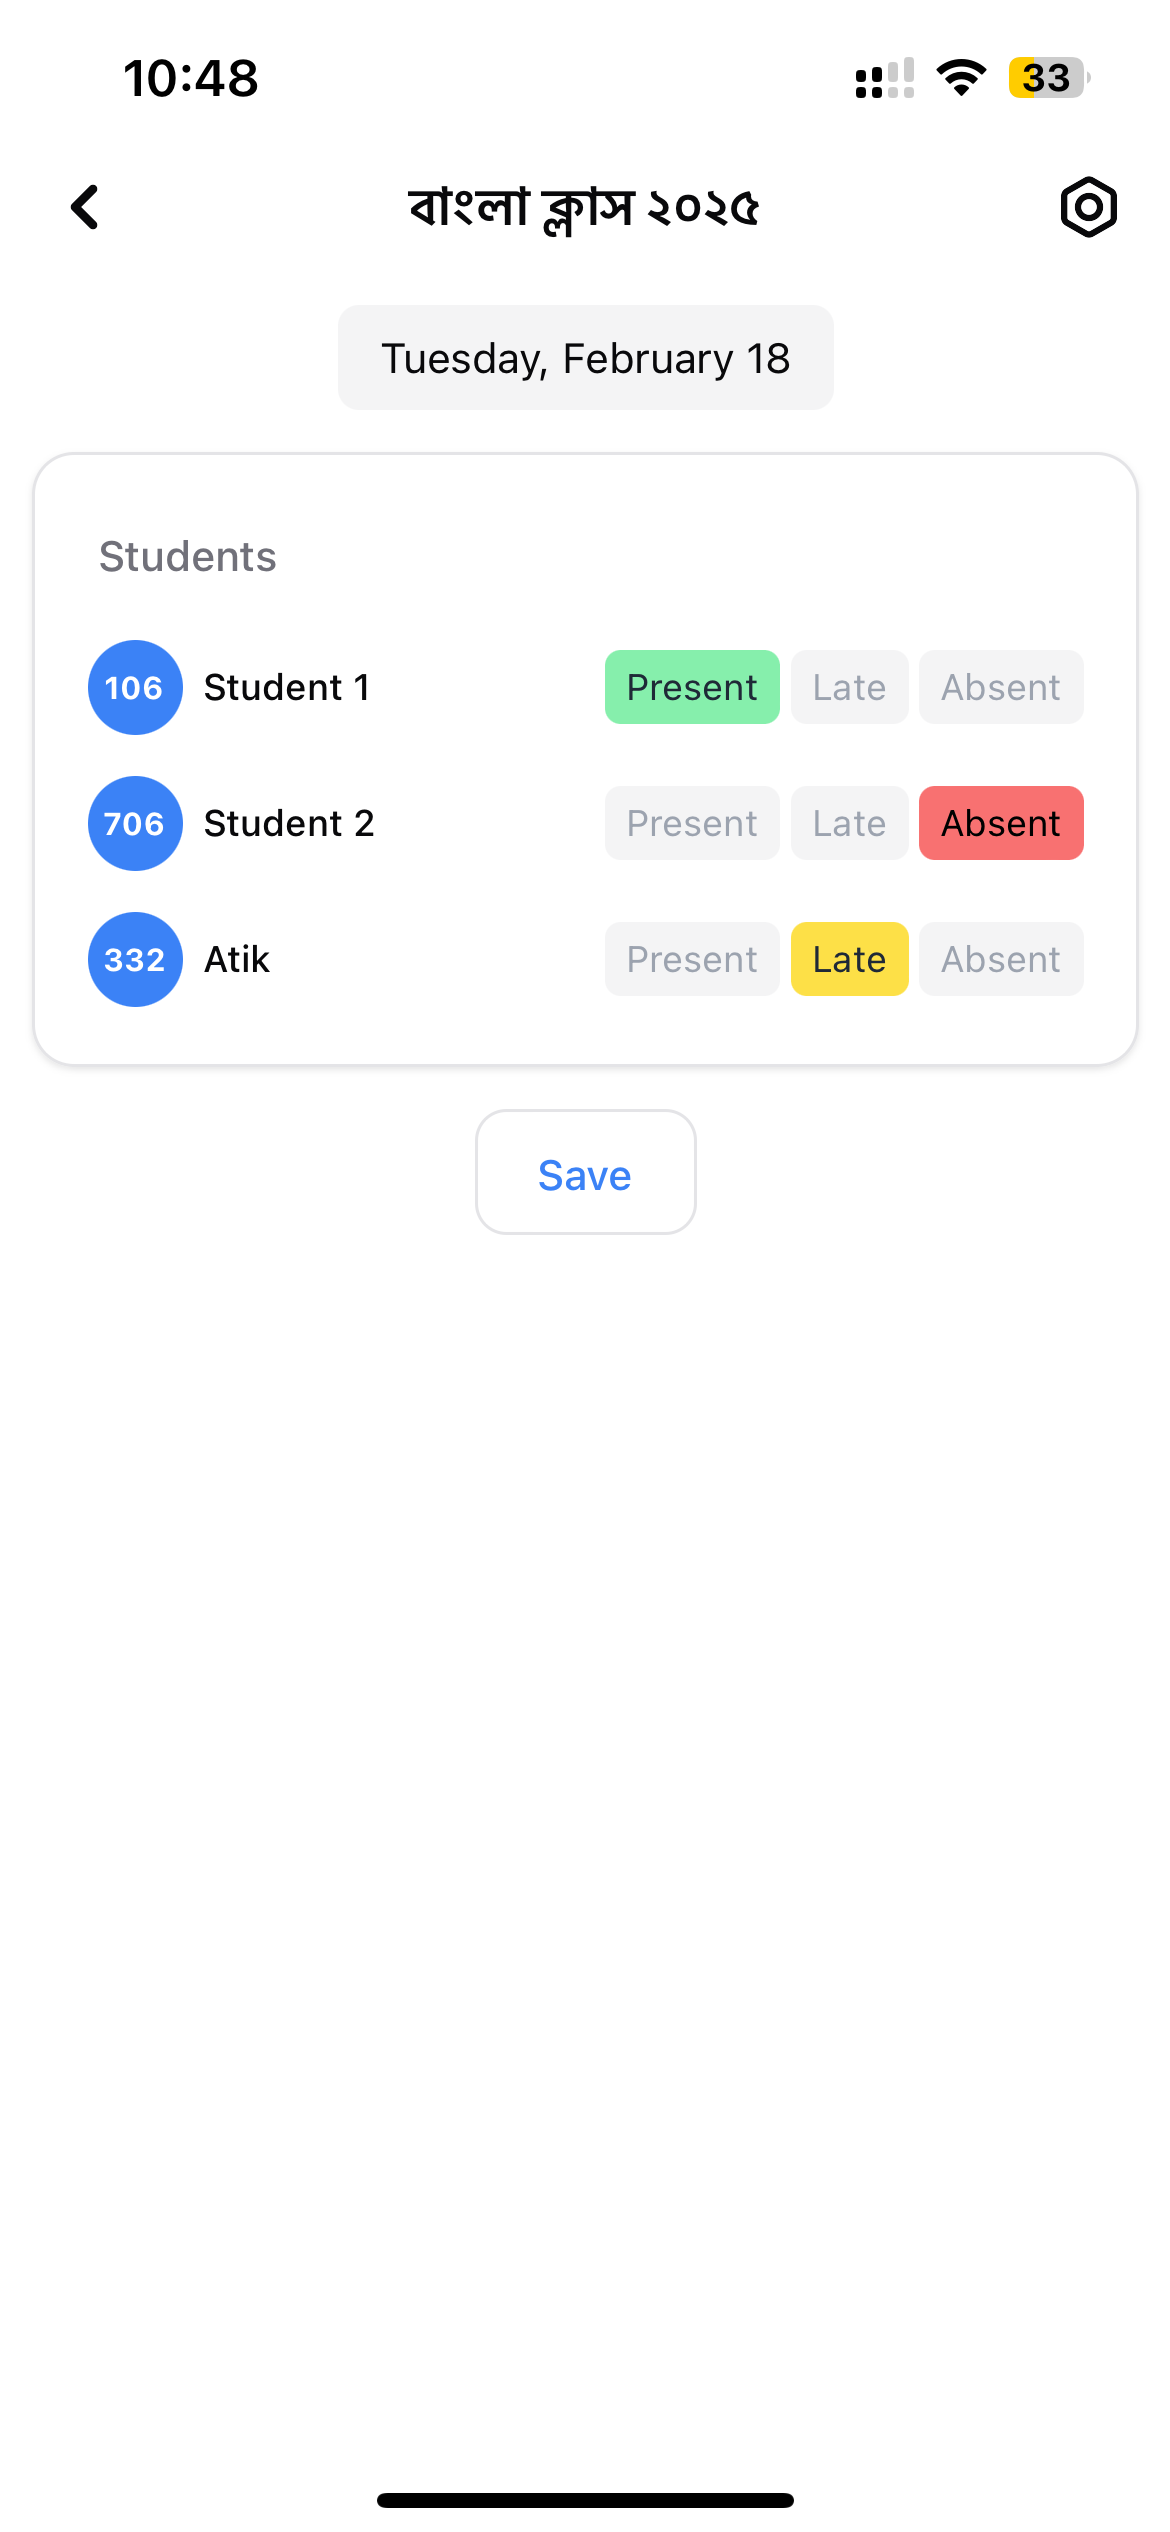 10:48
33
বাংলা ক্লাস ২০২৫
Tuesday, February 18
Students
106 Student 1 Present Late Absent
706 Student 2 Present Late Absent
332 Atik Present Late Absent
Save